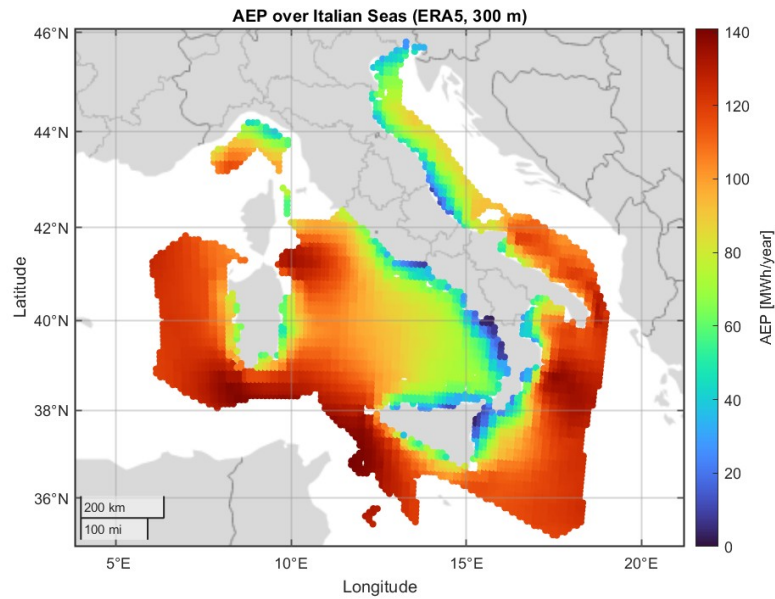 AEP over Italian Seas (ERA5, 300 m)
46°N
44°N
42°N
40°N
38°N
36°N
Latitude
200 km
100 mi
5°E
10°E
15°E
20°E
Longitude
140
120
100
80
60
40
20
0
AEP [MWh/year]